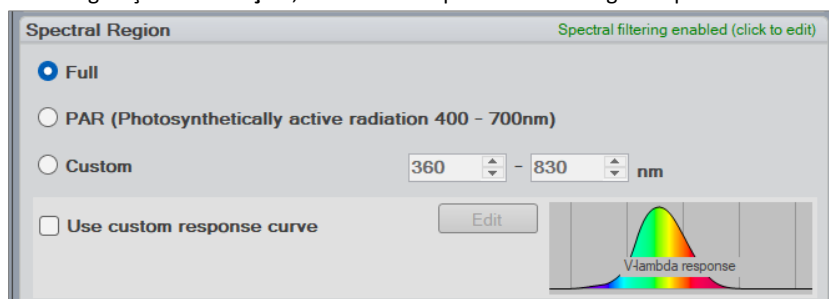 Spectral Region Spectral filtering enabled (click to edit)
Full
PAR (Photosynthetically active radiation 400 - 700nm)
Custom 360 - 830 nm
Use custom response curve Edit
V-lambda response